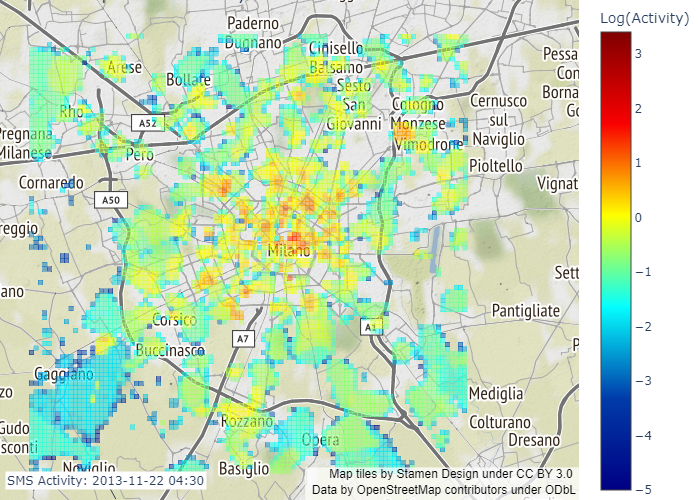 Log(Activity)
Paderno
Dugnano
Cinisello
Balsamo
Arese
Bollate
Sesto
San
Giovanni
Pessa
Con
Borna
Go
Rho
A52
Cologno
Monzese
Cernusco
sul
Naviglio
Pregnana
Milanese
Pero
Vimodrone
Pioltello
Cornaredo
A50
Vignat
reggio
Milano
Sett
ano
Pantigliate
Corsico
A7
A1
Buccinasco
P
Gaggiano
zzo
Mediglia
Gudo
sconti
Rozzano
Opera
Colturano
Dresano
Noviglio
Basiglio
SMS Activity: 2013-11-22 04:30
Map tiles by Stamen Design under CC BY 3.0
Data by OpenStreetMap contributors under ODbL
3
2
1
0
−1
−2
−3
−4
−5